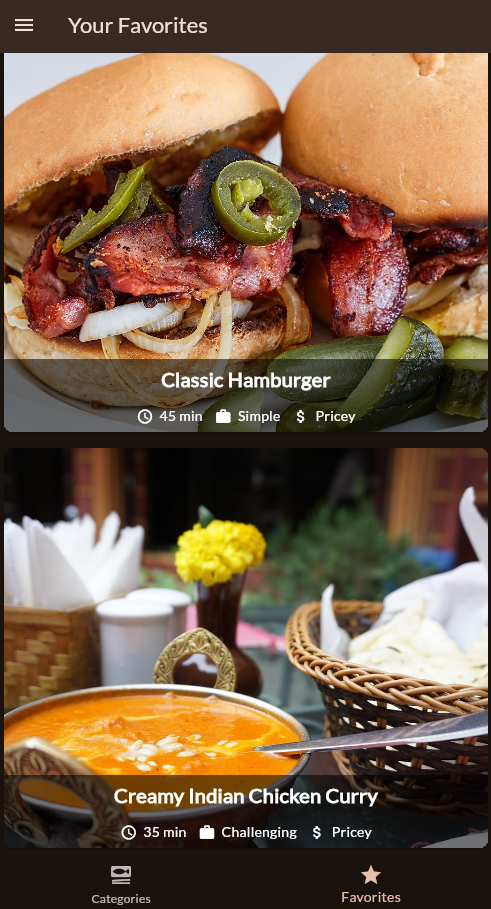 Your Favorites
Classic Hamburger
45 min Simple $ Pricey
Creamy Indian Chicken Curry
35 min Challenging $ Pricey
Categories Favorites